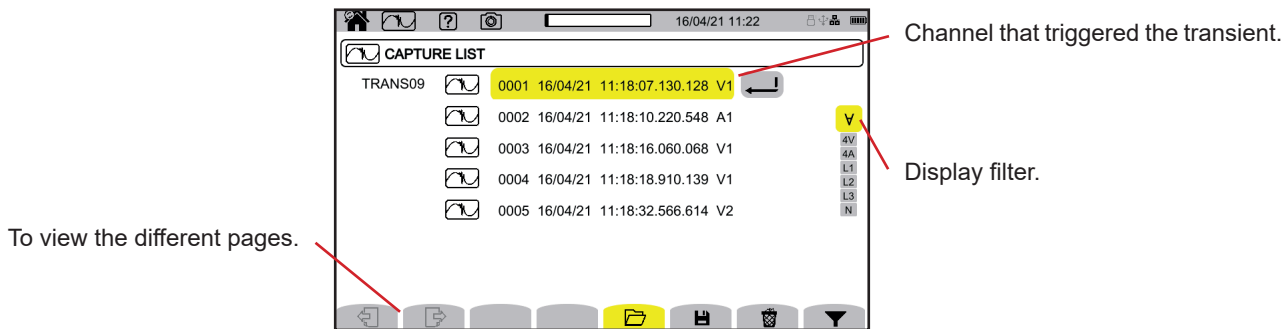 ? 16/04/21 11:22
Channel that triggered the transient.
CAPTURE LIST
TRANS09 0001 16/04/21 11:18:07.130.128 V1
0002 16/04/21 11:18:10.220.548 A1
∀
0003 16/04/21 11:18:16.060.068 V1
4V
4A
0004 16/04/21 11:18:18.910.139 V1
L1
L2
L3
Display filter.
0005 16/04/21 11:18:32.566.614 V2
N
To view the different pages.